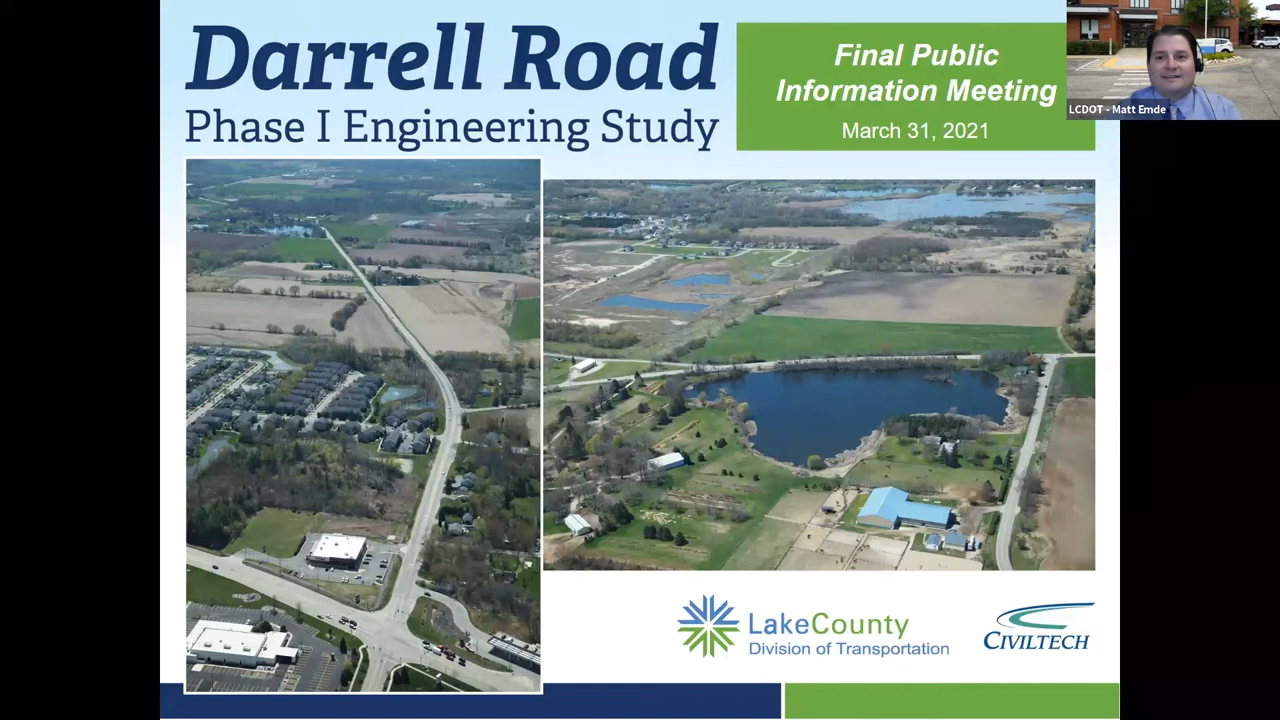 Darrell Road
Phase I Engineering Study
Final Public
Information Meeting
March 31, 2021
LCDOT - Matt Emde
LakeCounty
Division of Transportation
CIVILTECH